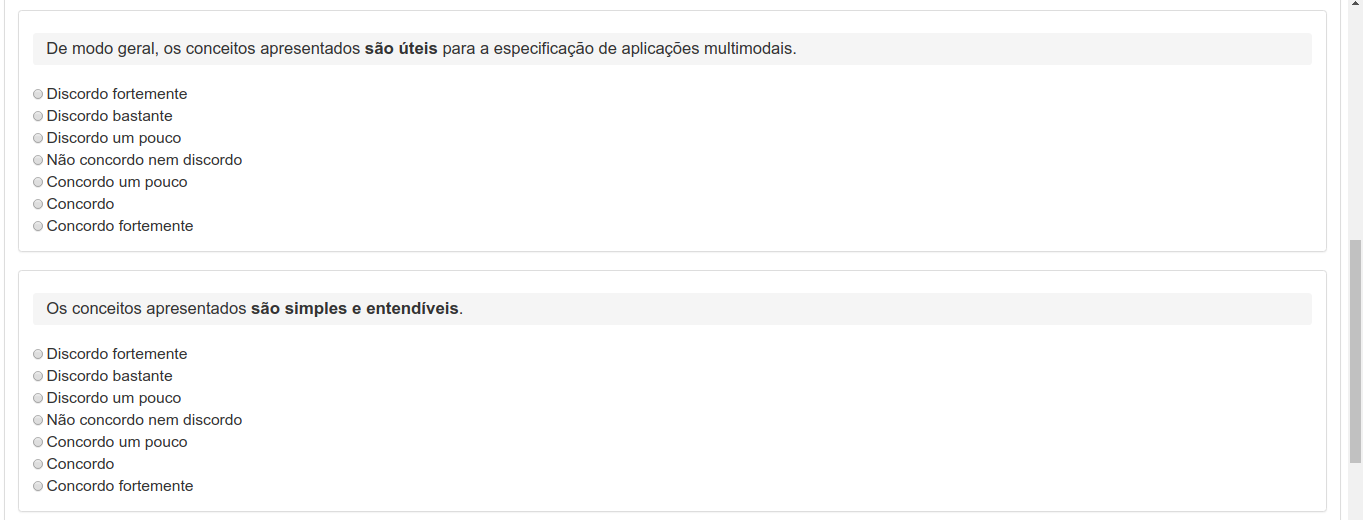 De modo geral, os conceitos apresentados são úteis para a especificação de aplicações multimodais.
Discordo fortemente
Discordo bastante
Discordo um pouco
Não concordo nem discordo
Concordo um pouco
Concordo
Concordo fortemente
Os conceitos apresentados são simples e entendíveis.
Discordo fortemente
Discordo bastante
Discordo um pouco
Não concordo nem discordo
Concordo um pouco
Concordo
Concordo fortemente